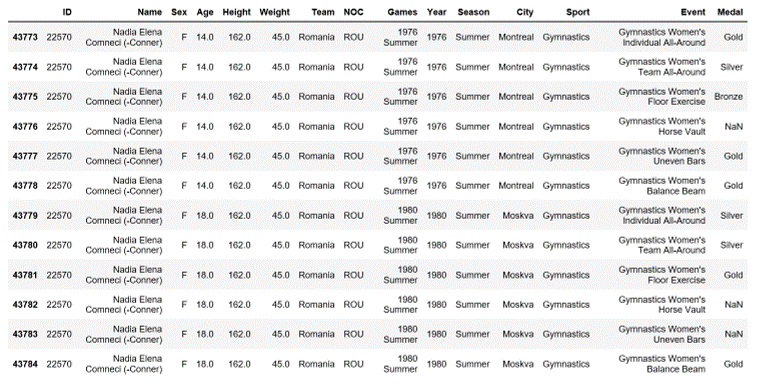 ID Name Sex Age Height Weight Team NOC Games Year Season City Sport Event Medal
43773 22570 Nadia Elena Comneci (-Conner) F 14.0 162.0 45.0 Romania ROU 1976 Summer 1976 Summer Montreal Gymnastics Gymnastics Women's Individual All-Around Gold
43774 22570 Nadia Elena Comneci (-Conner) F 14.0 162.0 45.0 Romania ROU 1976 Summer 1976 Summer Montreal Gymnastics Gymnastics Women's Team All-Around Silver
43775 22570 Nadia Elena Comneci (-Conner) F 14.0 162.0 45.0 Romania ROU 1976 Summer 1976 Summer Montreal Gymnastics Gymnastics Women's Floor Exercise Bronze
43776 22570 Nadia Elena Comneci (-Conner) F 14.0 162.0 45.0 Romania ROU 1976 Summer 1976 Summer Montreal Gymnastics Gymnastics Women's Horse Vault NaN
43777 22570 Nadia Elena Comneci (-Conner) F 14.0 162.0 45.0 Romania ROU 1976 Summer 1976 Summer Montreal Gymnastics Gymnastics Women's Uneven Bars Gold
43778 22570 Nadia Elena Comneci (-Conner) F 14.0 162.0 45.0 Romania ROU 1976 Summer 1976 Summer Montreal Gymnastics Gymnastics Women's Balance Beam Gold
43779 22570 Nadia Elena Comneci (-Conner) F 18.0 162.0 45.0 Romania ROU 1980 Summer 1980 Summer Moskva Gymnastics Gymnastics Women's Individual All-Around Silver
43780 22570 Nadia Elena Comneci (-Conner) F 18.0 162.0 45.0 Romania ROU 1980 Summer 1980 Summer Moskva Gymnastics Gymnastics Women's Team All-Around Silver
43781 22570 Nadia Elena Comneci (-Conner) F 18.0 162.0 45.0 Romania ROU 1980 Summer 1980 Summer Moskva Gymnastics Gymnastics Women's Floor Exercise Gold
43782 22570 Nadia Elena Comneci (-Conner) F 18.0 162.0 45.0 Romania ROU 1980 Summer 1980 Summer Moskva Gymnastics Gymnastics Women's Horse Vault NaN
43783 22570 Nadia Elena Comneci (-Conner) F 18.0 162.0 45.0 Romania ROU 1980 Summer 1980 Summer Moskva Gymnastics Gymnastics Women's Uneven Bars NaN
43784 22570 Nadia Elena Comneci (-Conner) F 18.0 162.0 45.0 Romania ROU 1980 Summer 1980 Summer Moskva Gymnastics Gymnastics Women's Balance Beam Gold